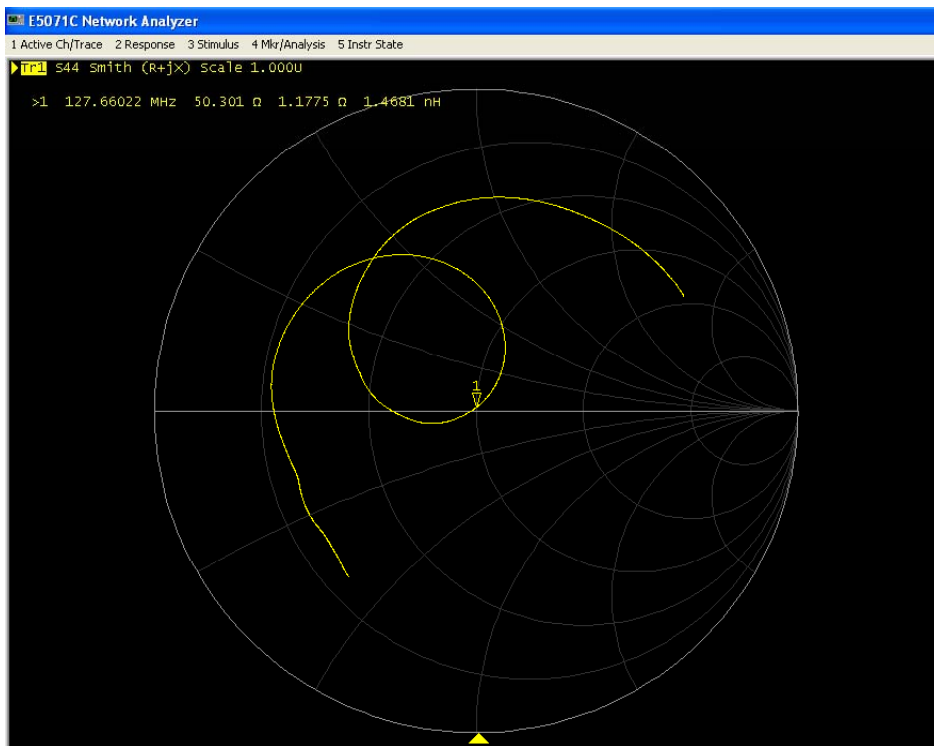 E5071C Network Analyzer
1 Active Ch/Trace 2 Response 3 Stimulus 4 Mkr/Analysis 5 Instr State
Tr1 S44 Smith (R+jX) Scale 1.000U
>1 127.66022 MHz 50.301 Ω 1.1775 Ω 1.4681 nH
1